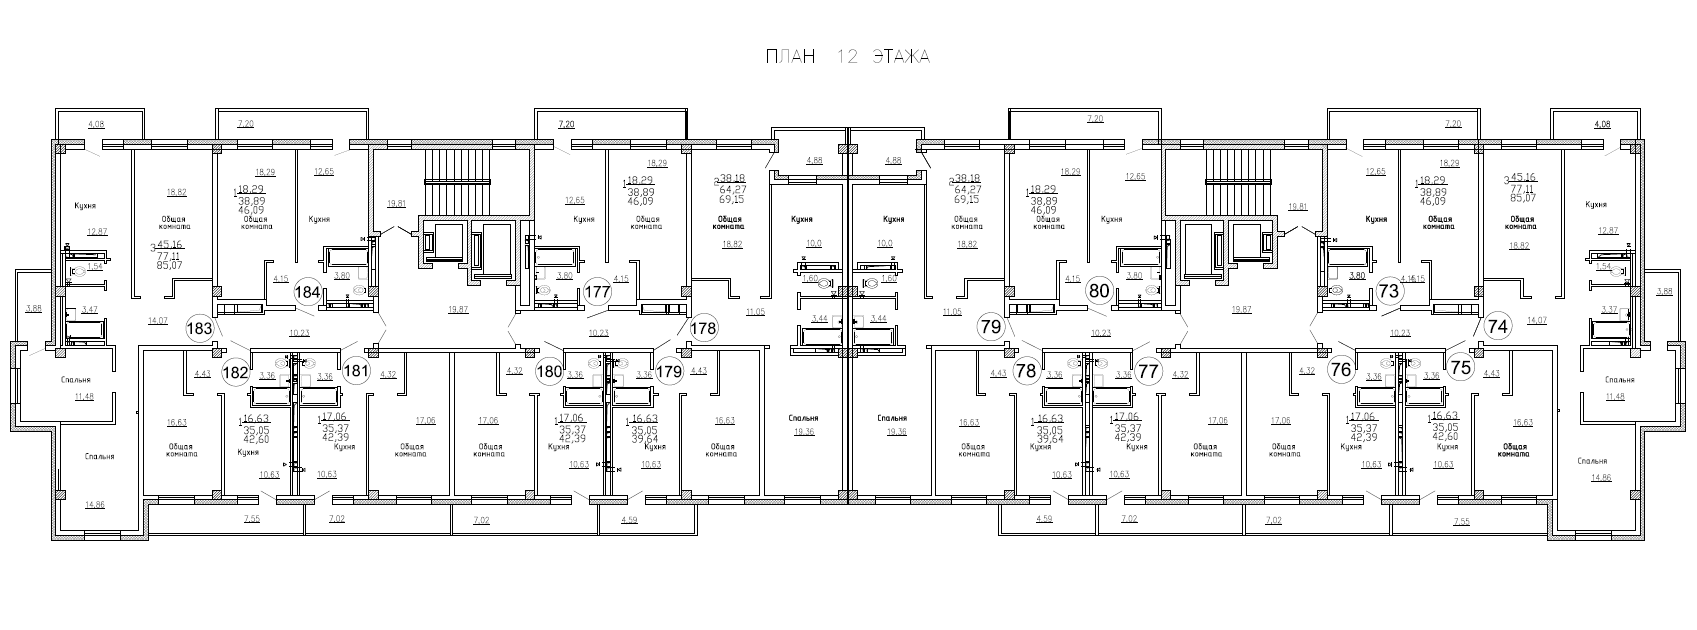 ПЛАН 12 ЭТАЖА
4,08 7,20 7,20 7,20 7,20 4,08
4,88 4,88
18,29 12,65 18,29 18,29 12,65 12,65 18,29
18,82 12,65 18,82
1 18.29 38,89 46,09
1 18.29 38,89 46,09
2 38.18 64,27 69,15
2 38.18 64,27 69,15
1 18.29 38,89 46,09
1 18.29 38,89 46,09
3 45.16 77,11 85,07
Кухня 19,81 19,81 Кухня
Общая комната Общая комната Кухня Кухня Общая комната Общая комната Кухня Кухня Общая комната Общая комната Кухня Кухня Общая комната Общая комната
12,87 12,87
3 45.16 77,11 85,07
18,82 10,0 10,0 18,82 18,82
1,54 4,15 3,80 3,80 4,15 1,60 1,60 4,15 3,80 3,80 4,15 4,15 1,54
184 177 80 73
3,88 3,88
3,47 19,87 11,05 11,05 19,87 3,37
14,07 3,44 3,44 14,07
183 178 79 74
10,23 10,23 10,23 10,23
182 181 180 179 78 77 76 75
4,43 3,36 3,36 4,32 4,32 3,36 3,36 4,43 4,43 3,36 3,36 4,32 4,32 3,36 3,36 4,43
Спальня Спальня
11,48 11,48
16,63 17,06 17,06 16,63 16,63 17,06 17,06 16,63
1 16.63 35,05 42,60
1 17.06 35,37 42,39
1 17.06 35,37 42,39
1 16.63 35,05 39,64
1 16.63 35,05 39,64
1 17.06 35,37 42,39
1 17.06 35,37 42,39
1 16.63 35,05 42,60
Спальня Спальня
19,36 19,36
Общая комната Кухня Кухня Общая комната Общая комната Кухня Кухня Общая комната Общая комната Кухня Кухня Общая комната Общая комната Кухня Кухня Общая комната
Спальня Спальня
10,63 10,63 10,63 10,63 10,63 10,63 10,63 10,63
14,86 14,86
7,55 7,02 7,02 4,59 4,59 7,02 7,02 7,55